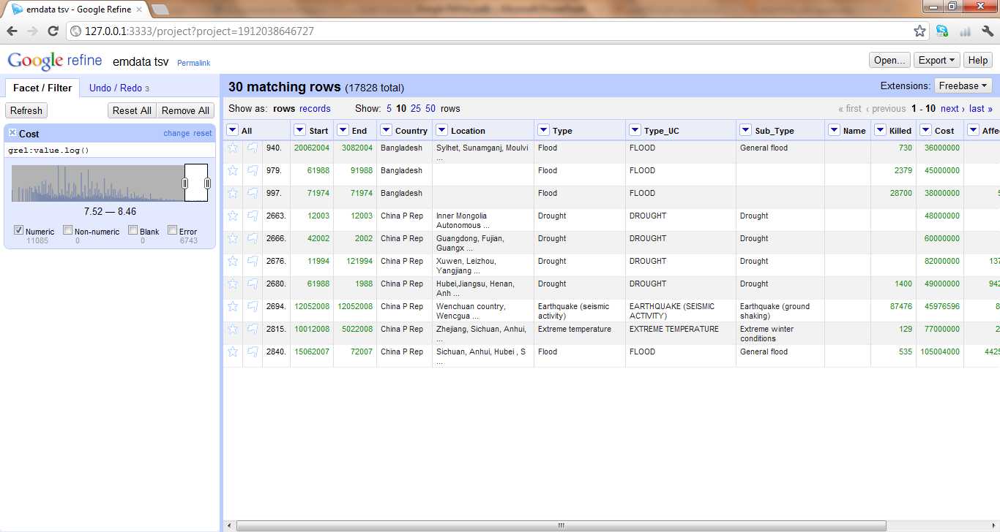 emdata tsv - Google Refine
127.0.0.1:3333/project?project=1912038646727
Google refine emdata tsv Permalink Open... Export Help
Facet / Filter Undo / Redo 3
Refresh Reset All Remove All
Cost change reset
grel:value.log()
7.52 — 8.46
Numeric Non-numeric Blank Error
11085 0 0 6743
30 matching rows (17828 total) Extensions: Freebase
Show as: rows records Show: 5 10 25 50 rows « first ‹ previous 1 - 10 next › last »
All Start End Country Location Type Type_UC Sub_Type Name Killed Cost Affe
940. 20062004 3082004 Bangladesh Sylhet, Sunamganj, Moulvi Flood FLOOD General flood 730 36000000
...
979. 61988 91988 Bangladesh Flood FLOOD 2379 45000000
997. 71974 71974 Bangladesh Flood FLOOD 28700 38000000 5
2663. 12003 12003 China P Rep Inner Mongolia Drought DROUGHT Drought 48000000
Autonomous ...
2666. 42002 2002 China P Rep Guangdong, Fujian, Drought DROUGHT Drought 60000000
Guangx ...
2676. 11994 121994 China P Rep Xuwen, Leizhou, Drought DROUGHT Drought 82000000 137
Yangjiang ...
2680. 61988 1988 China P Rep Hubei,Jiangsu, Henan, Drought DROUGHT Drought 1400 49000000 942
Anh ...
2694. 12052008 12052008 China P Rep Wenchuan country, Earthquake (seismic EARTHQUAKE (SEISMIC Earthquake (ground 87476 45976596 8
Wencgua ... activity) ACTIVITY) shaking)
2815. 10012008 5022008 China P Rep Zhejiang, Sichuan, Anhui, Extreme temperature EXTREME TEMPERATURE Extreme winter 129 77000000 2
... conditions
2840. 15062007 72007 China P Rep Sichuan, Anhui, Hubei , S Flood FLOOD General flood 535 105004000 4425
...